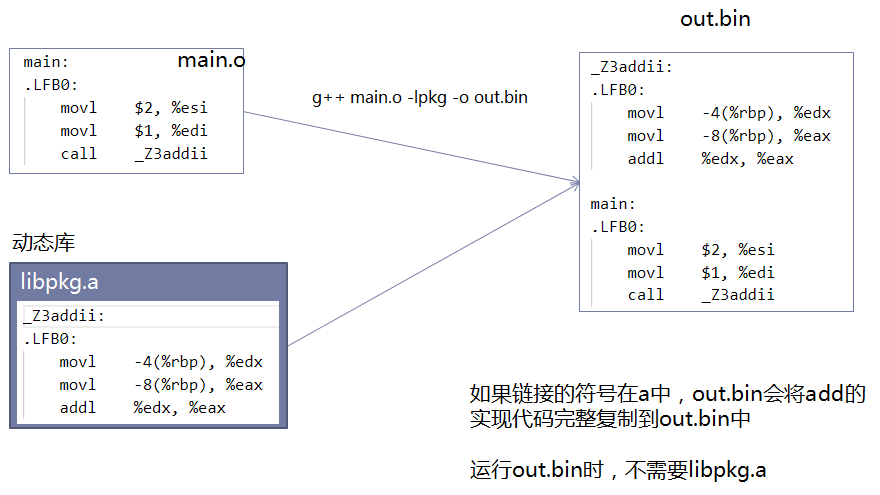 out.bin
main.o
main:
.LFB0:
movl $2, %esi
movl $1, %edi
call _Z3addii
g++ main.o -lpkg -o out.bin
_Z3addii:
.LFB0:
movl -4(%rbp), %edx
movl -8(%rbp), %eax
addl %edx, %eax
main:
.LFB0:
movl $2, %esi
movl $1, %edi
call _Z3addii
动态库
libpkg.a
_Z3addii:
.LFB0:
movl -4(%rbp), %edx
movl -8(%rbp), %eax
addl %edx, %eax
如果链接的符号在a中，out.bin会将add的
实现代码完整复制到out.bin中
运行out.bin时，不需要libpkg.a